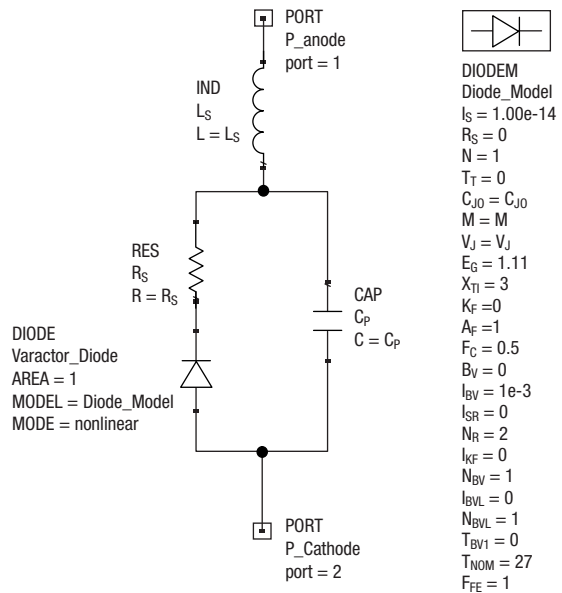 PORT
P_anode
port = 1
IND
LS
L = LS
RES
RS
R = RS
CAP
CP
C = CP
DIODE
Varactor_Diode
AREA = 1
MODEL = Diode_Model
MODE = nonlinear
PORT
P_Cathode
port = 2
DIODEM
Diode_Model
IS = 1.00e-14
RS = 0
N = 1
TT = 0
CJ0 = CJ0
M = M
VJ = VJ
EG = 1.11
XTI = 3
KF =0
AF =1
FC = 0.5
BV = 0
IBV = 1e-3
ISR = 0
NR = 2
IKF = 0
NBV = 1
IBVL = 0
NBVL = 1
TBV1 = 0
TNOM = 27
FFE = 1